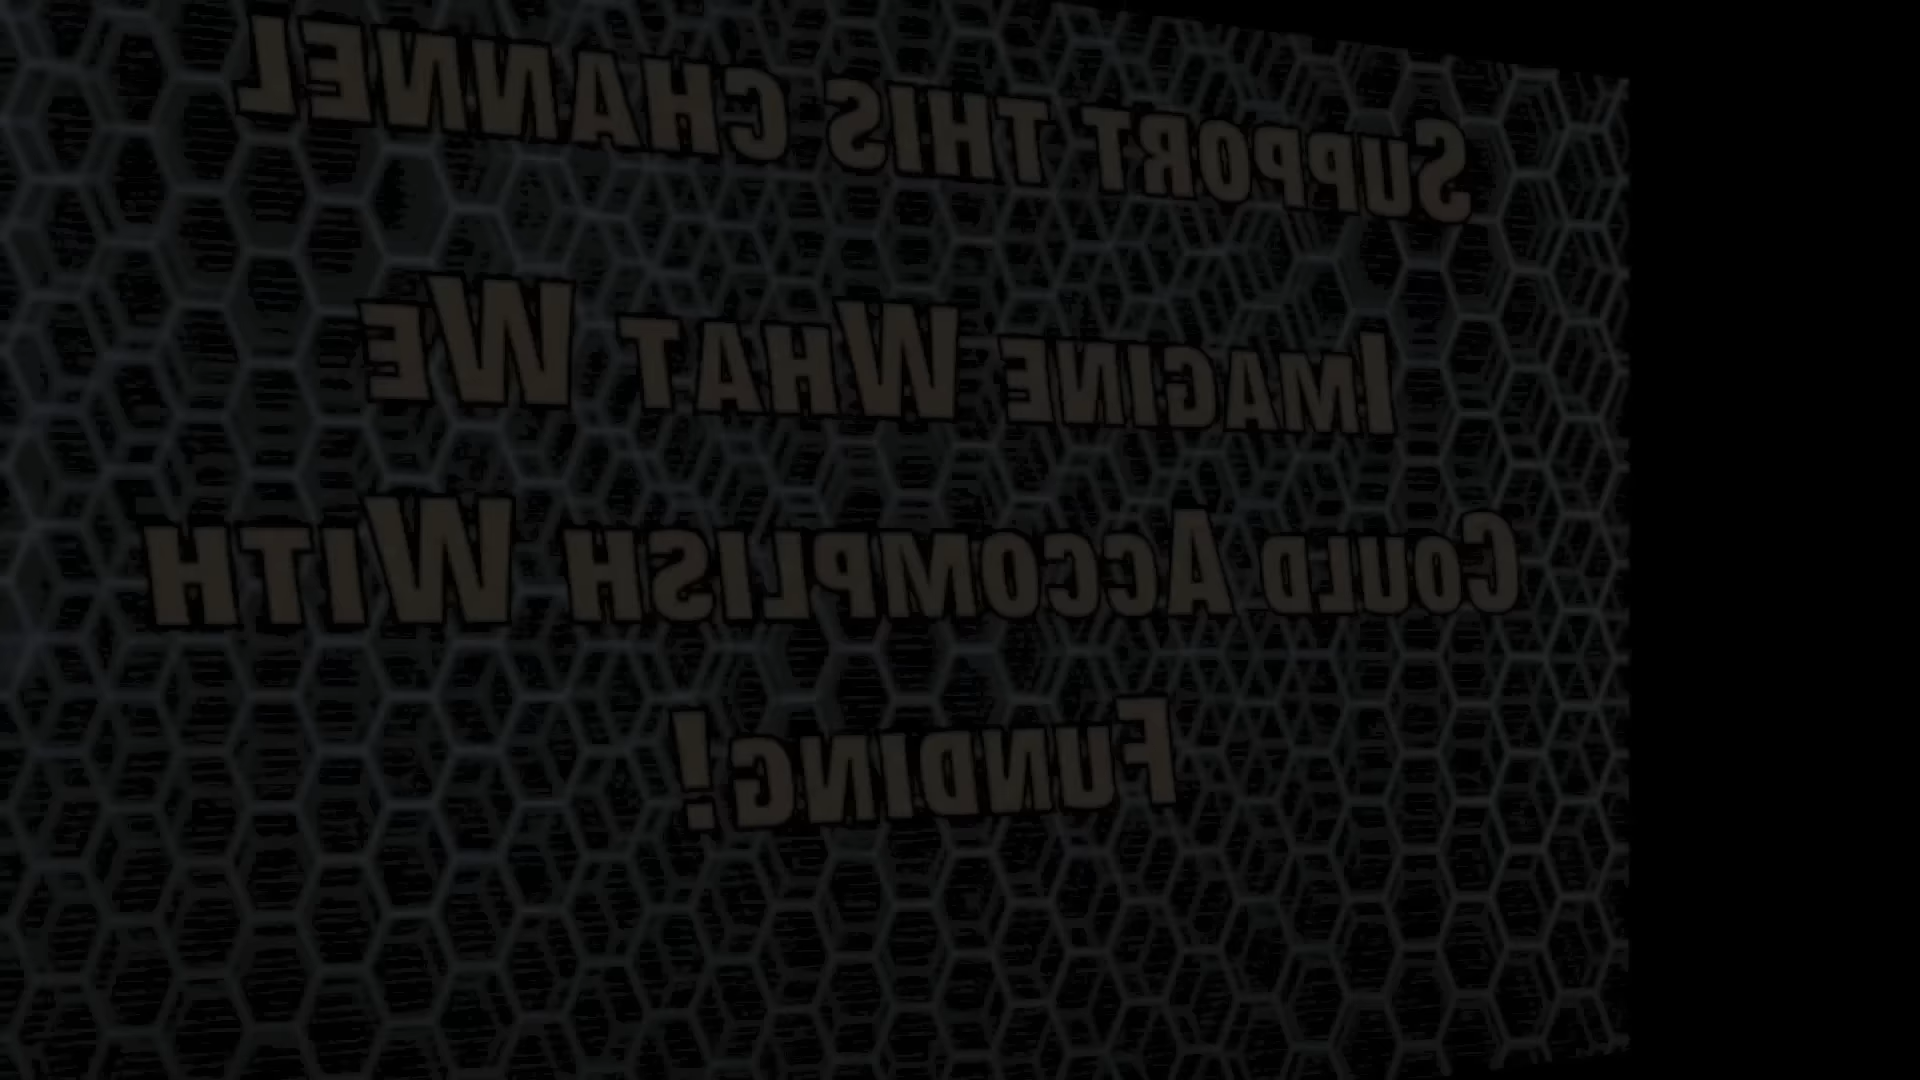 Support this channel
Imagine What We
Could Accomplish With
Funding!